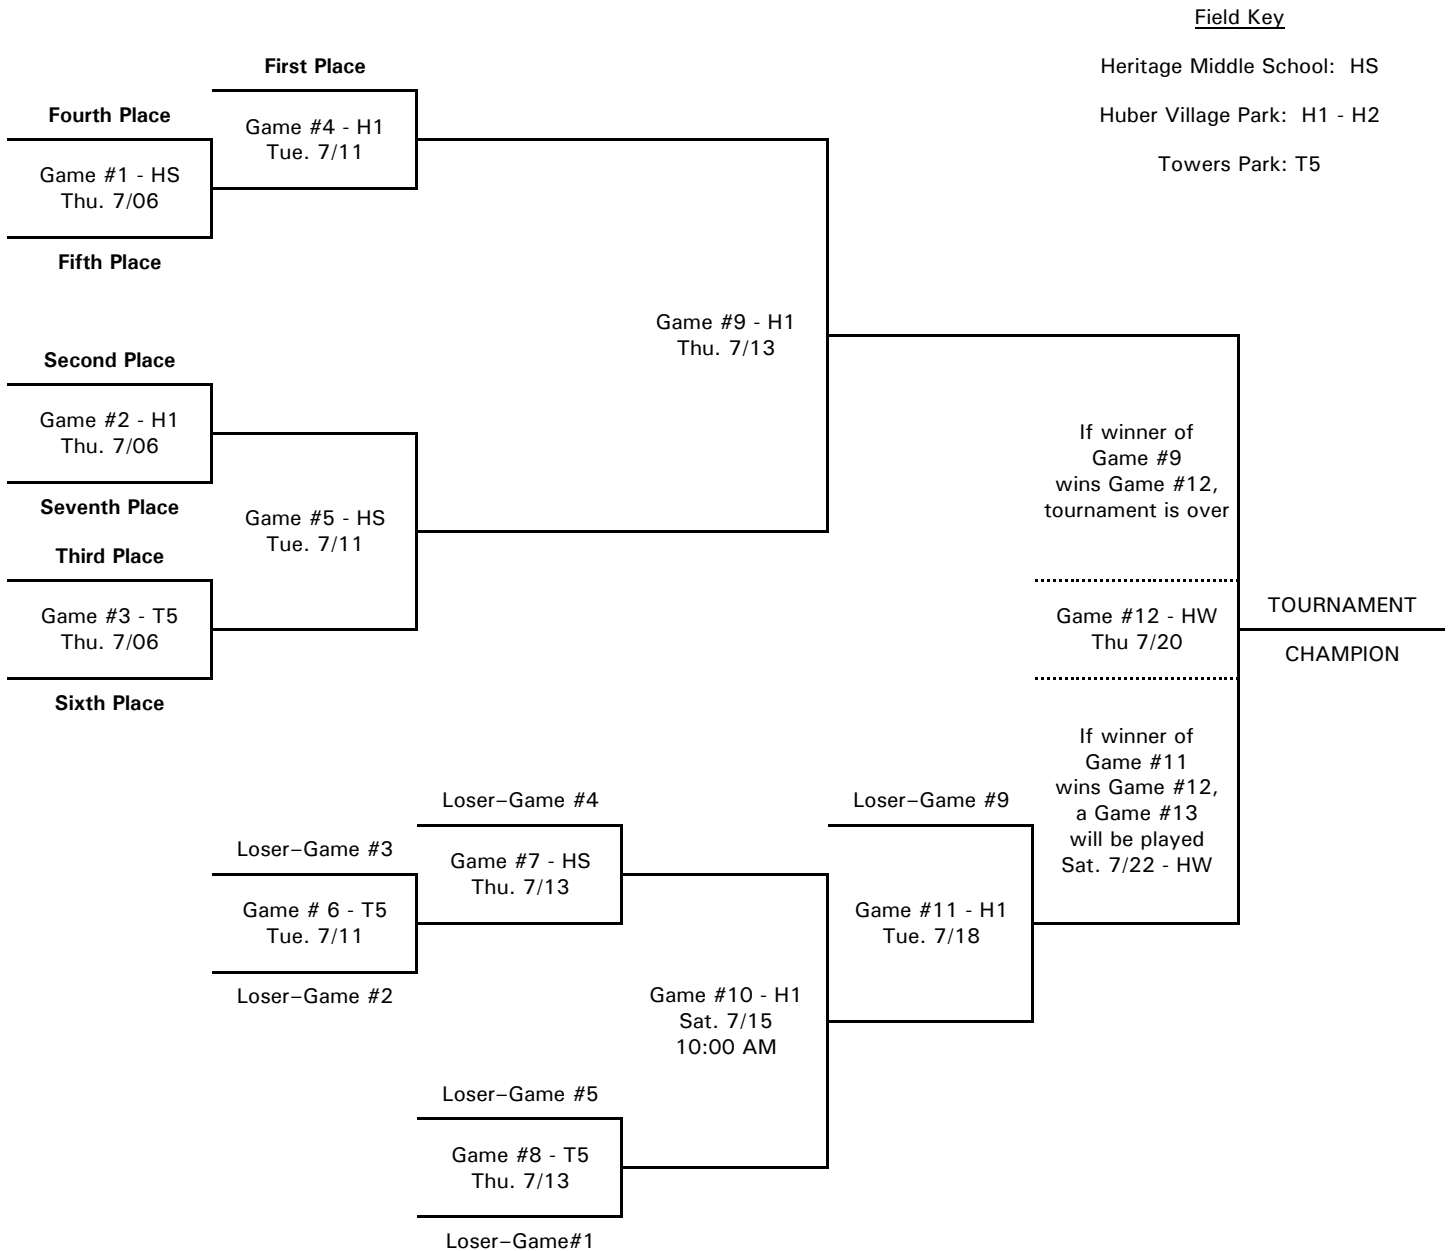 Field Key
First Place
Heritage Middle School: HS
Fourth Place
Huber Village Park: H1 - H2
Game #4 - H1
Tue. 7/11
Towers Park: T5
Game #1 - HS
Thu. 7/06
Fifth Place
Game #9 - H1
Thu. 7/13
Second Place
Game #2 - H1
Thu. 7/06
If winner of
Game #9
wins Game #12,
tournament is over
Seventh Place
Game #5 - HS
Tue. 7/11
Third Place
Game #3 - T5
Thu. 7/06
Game #12 - HW
Thu 7/20
TOURNAMENT
CHAMPION
Sixth Place
If winner of
Game #11
wins Game #12,
a Game #13
will be played
Sat. 7/22 - HW
Loser–Game #4
Loser–Game #9
Loser–Game #3
Game #7 - HS
Thu. 7/13
Game # 6 - T5
Tue. 7/11
Game #11 - H1
Tue. 7/18
Loser–Game #2
Game #10 - H1
Sat. 7/15
10:00 AM
Loser–Game #5
Game #8 - T5
Thu. 7/13
Loser–Game#1